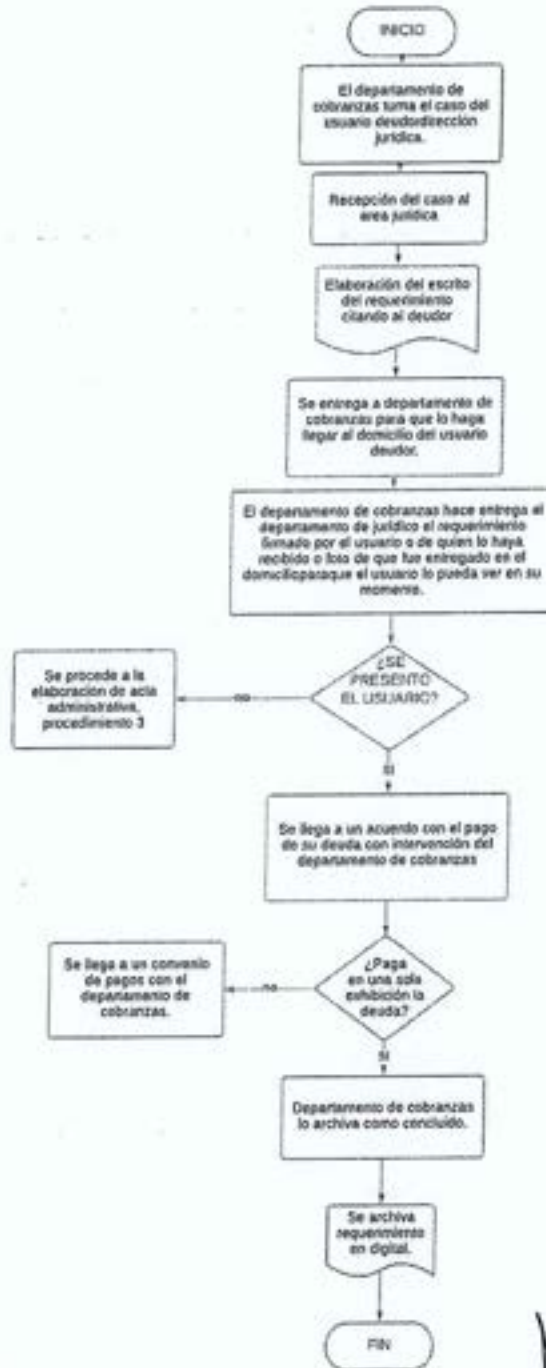 INICIO
El departamento de
cobranzas turna el caso del
usuario deudordirección
jurídica.
Recepción del caso al
area jurídica
Elaboración del escrito
del requerimiento
citando al deudor
Se entrega a departamento de
cobranzas para que lo haga
llegar al domicilio del usuario
deudor.
El departamento de cobranzas hace entrega al
departamento de jurídico el requerimiento
firmado por el usuario o de quien lo haya
recibido o foto de que fue entregado en el
domicilioparaque el usuario lo pueda ver en su
momento.
¿SE
PRESENTO
EL USUARIO?
no
Se procede a la
elaboración de acta
administrativa,
procedimiento 3
SI
Se llega a un acuerdo con el pago
de su deuda con intervención del
departamento de cobranzas
¿Paga
en una sola
exhibición la
deuda?
no
Se llega a un convenio
de pagos con el
departamento de
cobranzas.
SI
Departamento de cobranzas
lo archiva como concluido.
Se archiva
requerimiento
en digital.
FIN